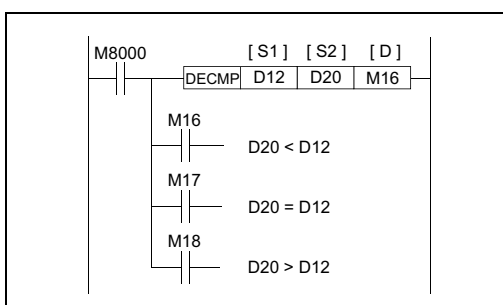 M8000 [ S1 ] [ S2 ] [ D ]
DECMP D12 D20 M16
M16
D20 < D12
M17
D20 = D12
M18
D20 > D12